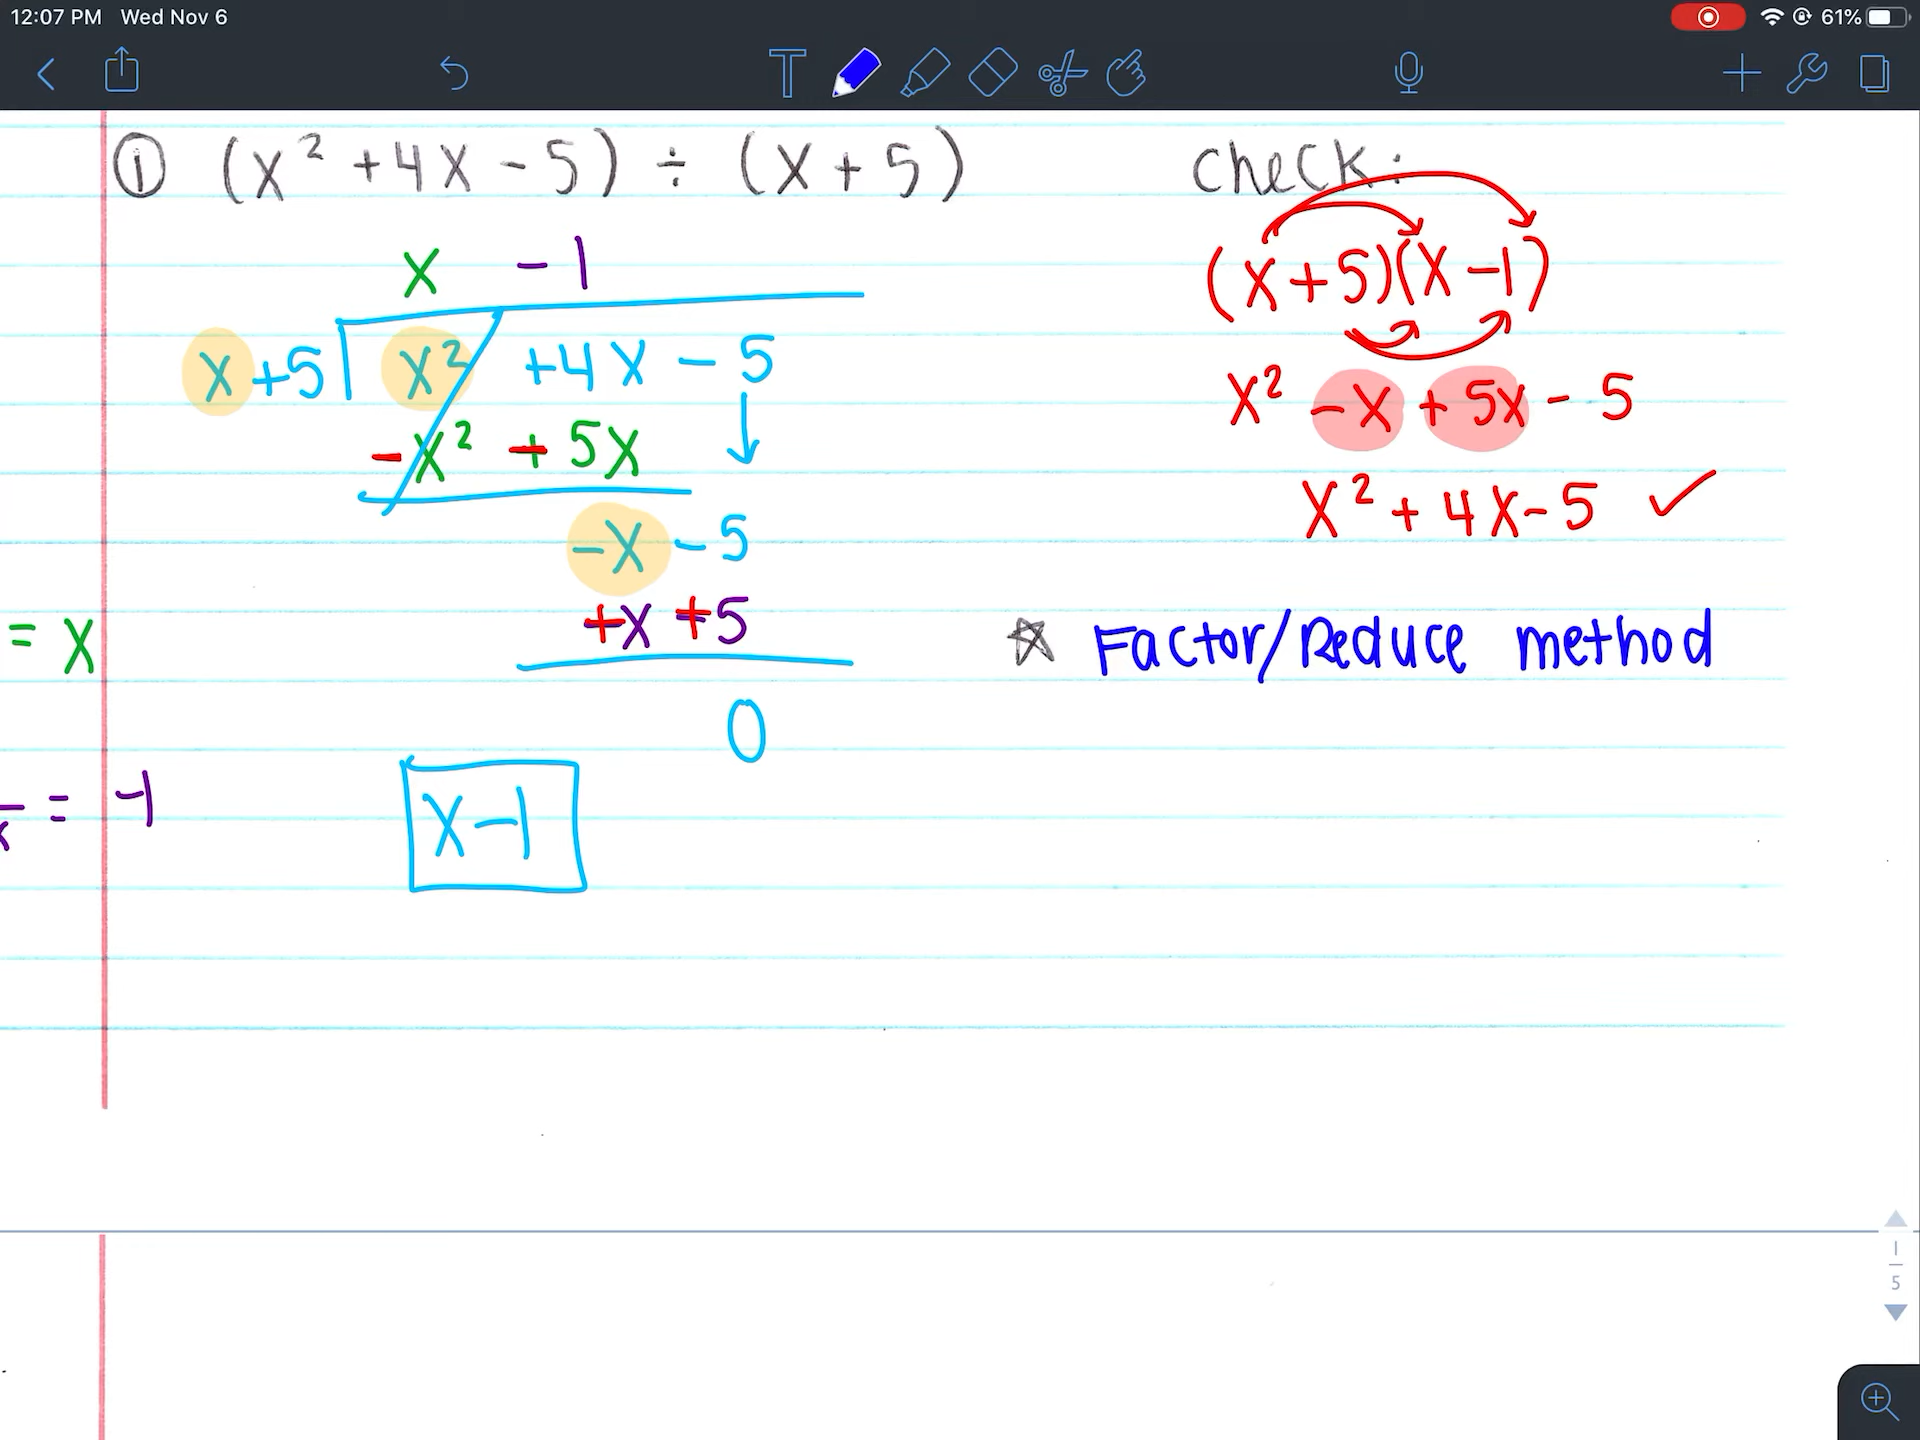 12:07 PM Wed Nov 6
61%
T
① (x² + 4x - 5) ÷ (x + 5)
x - 1
x + 5 x² + 4x - 5
- x² + 5x
-x - 5
+x +5
0
= x
x - 1
= -1
Check:
(x + 5)(x - 1)
x² - x + 5x - 5
x² + 4x - 5 ✓
☆ Factor/Reduce method
1
5